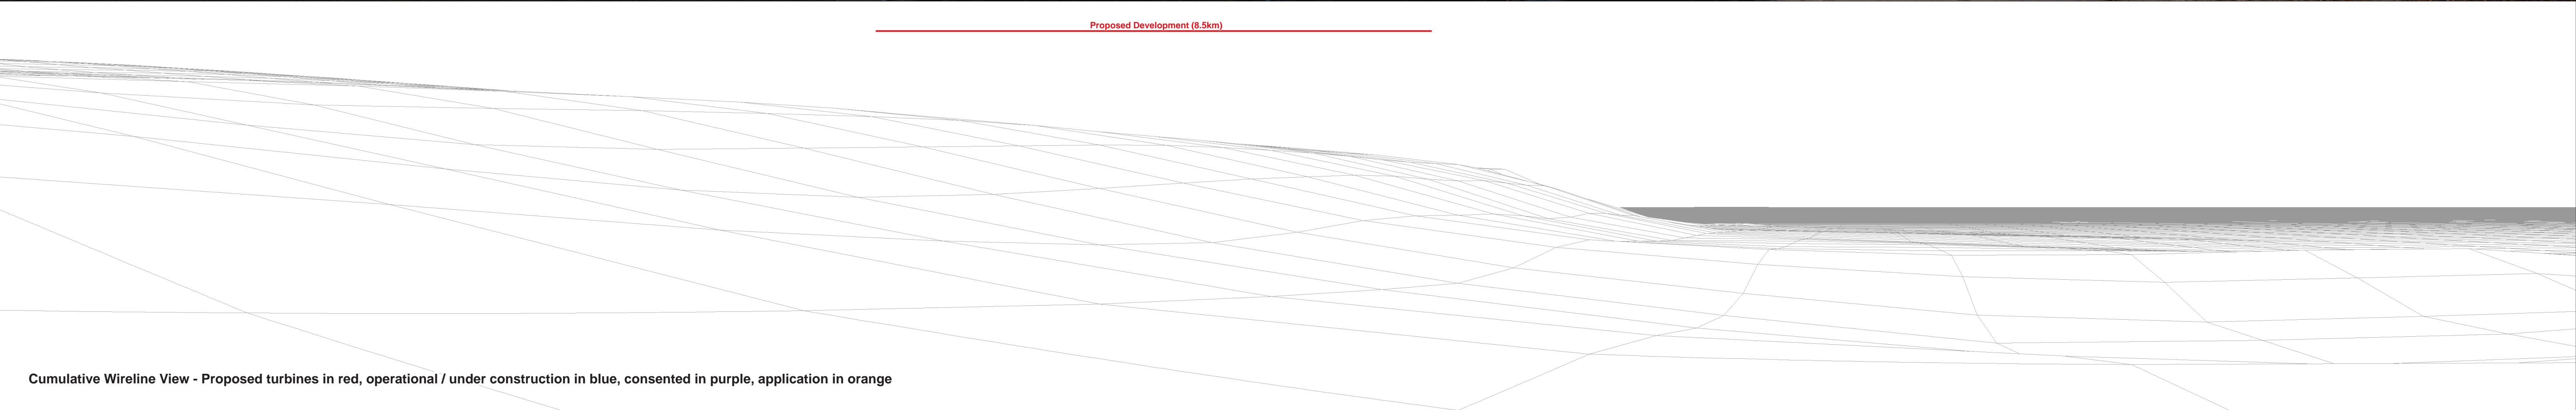 Proposed Development (8.5km)
Cumulative Wireline View - Proposed turbines in red, operational / under construction in blue, consented in purple, application in orange